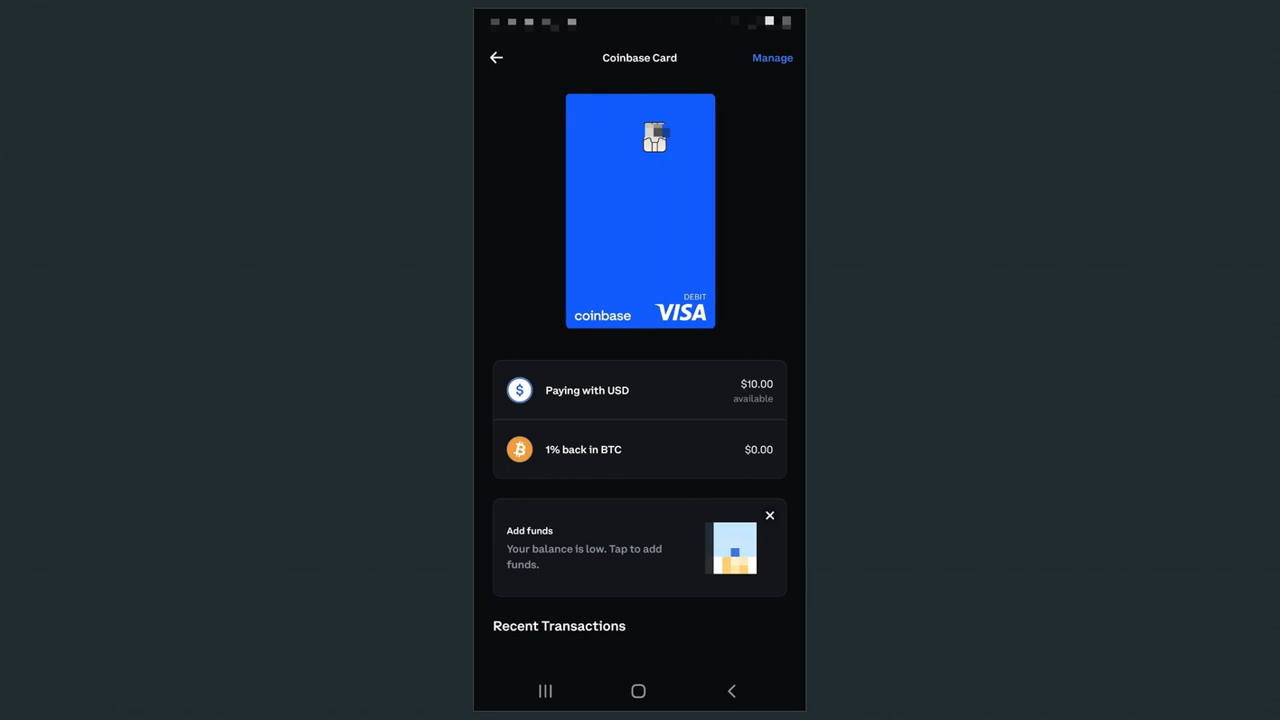 Coinbase Card
Manage
DEBIT
coinbase VISA
Paying with USD
$10.00
available
1% back in BTC
$0.00
Add funds
Your balance is low. Tap to add
funds.
Recent Transactions